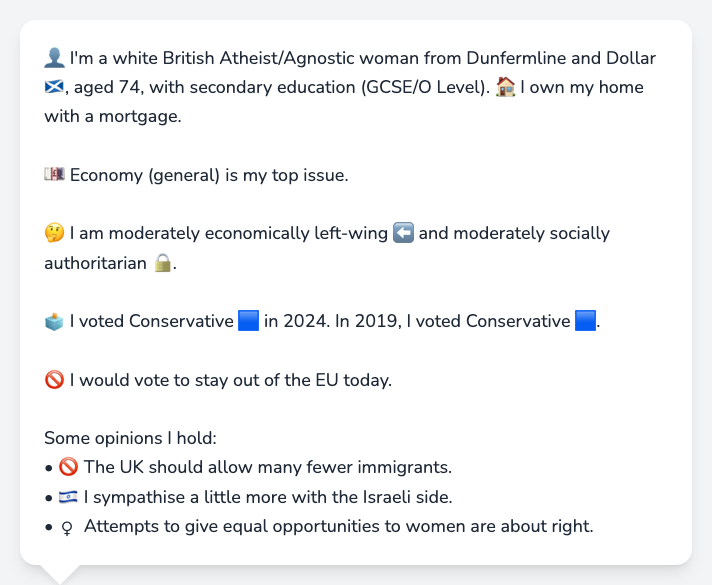 👤 I'm a white British Atheist/Agnostic woman from Dunfermline and Dollar
🏴󠁧󠁢󠁳󠁣󠁴󠁿, aged 74, with secondary education (GCSE/O Level). 🏠 I own my home
with a mortgage.
💷 Economy (general) is my top issue.
🤔 I am moderately economically left-wing ⬅️ and moderately socially
authoritarian 🔒.
🗳️ I voted Conservative 🟦 in 2024. In 2019, I voted Conservative 🟦.
🚫 I would vote to stay out of the EU today.
Some opinions I hold:
• 🚫 The UK should allow many fewer immigrants.
• 🇮🇱 I sympathise a little more with the Israeli side.
• ♀ Attempts to give equal opportunities to women are about right.